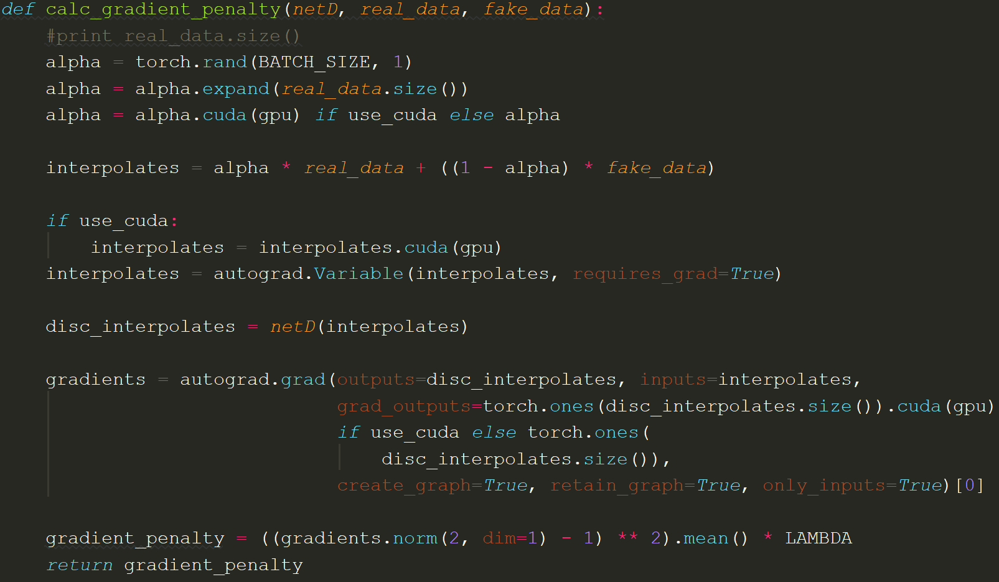 def calc_gradient_penalty(netD, real_data, fake_data):
    #print real_data.size()
    alpha = torch.rand(BATCH_SIZE, 1)
    alpha = alpha.expand(real_data.size())
    alpha = alpha.cuda(gpu) if use_cuda else alpha

    interpolates = alpha * real_data + ((1 - alpha) * fake_data)

    if use_cuda:
        interpolates = interpolates.cuda(gpu)
    interpolates = autograd.Variable(interpolates, requires_grad=True)

    disc_interpolates = netD(interpolates)

    gradients = autograd.grad(outputs=disc_interpolates, inputs=interpolates,
                              grad_outputs=torch.ones(disc_interpolates.size()).cuda(gpu)
                              if use_cuda else torch.ones(
                                  disc_interpolates.size()),
                              create_graph=True, retain_graph=True, only_inputs=True)[0]

    gradient_penalty = ((gradients.norm(2, dim=1) - 1) ** 2).mean() * LAMBDA
    return gradient_penalty